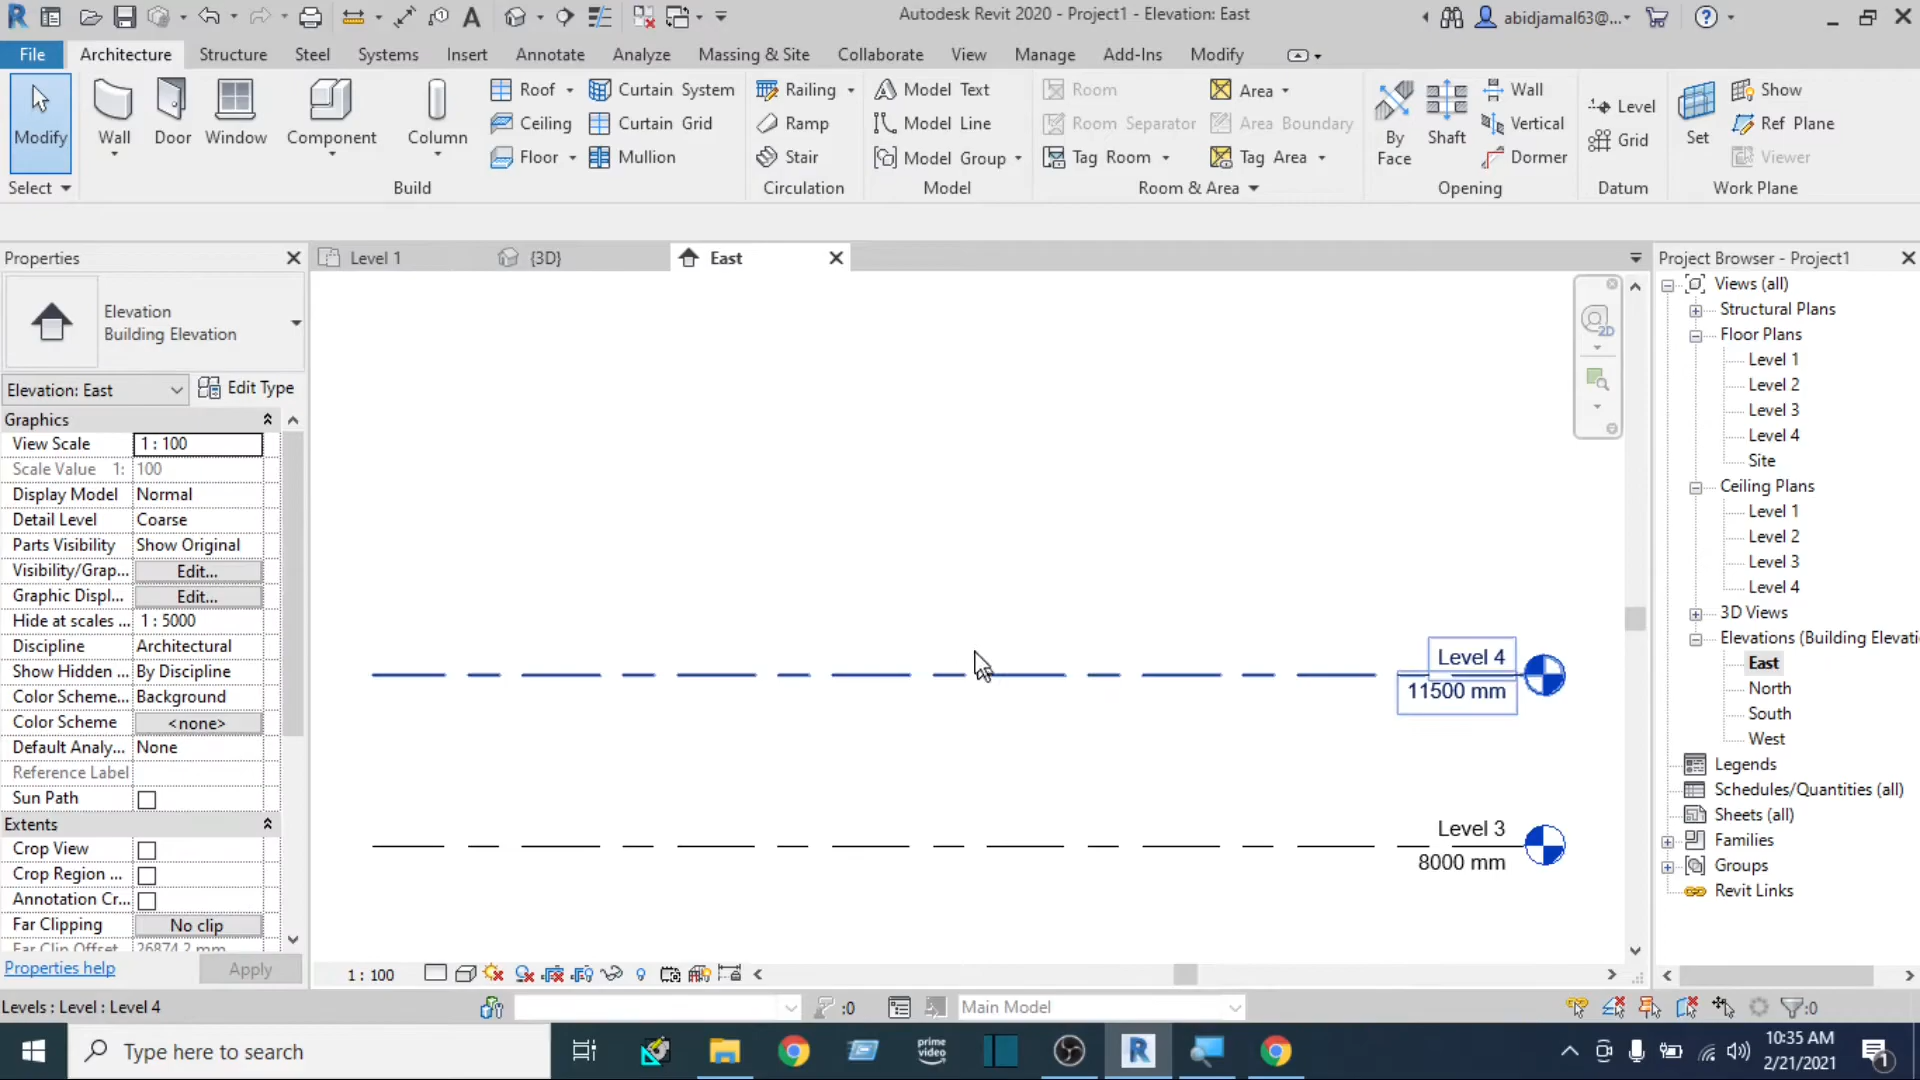 Autodesk Revit 2020 - Project1 - Elevation: East
abidjamal63@...
File Architecture Structure Steel Systems Insert Annotate Analyze Massing & Site Collaborate View Manage Add-Ins Modify
Modify
Select
Wall
Door
Window
Component
Column
Roof
Ceiling
Floor
Curtain System
Curtain Grid
Mullion
Build
Railing
Ramp
Stair
Circulation
Model Text
Model Line
Model Group
Model
Room
Room Separator
Tag Room
Area
Area Boundary
Tag Area
Room & Area
By Face
Shaft
Wall
Vertical
Dormer
Opening
Level
Grid
Datum
Set
Show
Ref Plane
Viewer
Work Plane
Properties
Elevation
Building Elevation
Elevation: East Edit Type
Graphics
View Scale 1 : 100
Scale Value 1: 100
Display Model Normal
Detail Level Coarse
Parts Visibility Show Original
Visibility/Grap... Edit...
Graphic Displ... Edit...
Hide at scales ... 1 : 5000
Discipline Architectural
Show Hidden ... By Discipline
Color Scheme... Background
Color Scheme <none>
Default Analy... None
Reference Label
Sun Path
Extents
Crop View
Crop Region ...
Annotation Cr...
Far Clipping No clip
Far Clip Offset 26874.2 mm
Properties help Apply
Level 1 {3D} East
2D
Level 4
11500 mm
Level 3
8000 mm
1 : 100
Project Browser - Project1
Views (all)
Structural Plans
Floor Plans
Level 1
Level 2
Level 3
Level 4
Site
Ceiling Plans
Level 1
Level 2
Level 3
Level 4
3D Views
Elevations (Building Elevati
East
North
South
West
Legends
Schedules/Quantities (all)
Sheets (all)
Families
Groups
Revit Links
Levels : Level : Level 4
:0
Main Model
:0
Type here to search
prime video
10:35 AM
2/21/2021
1